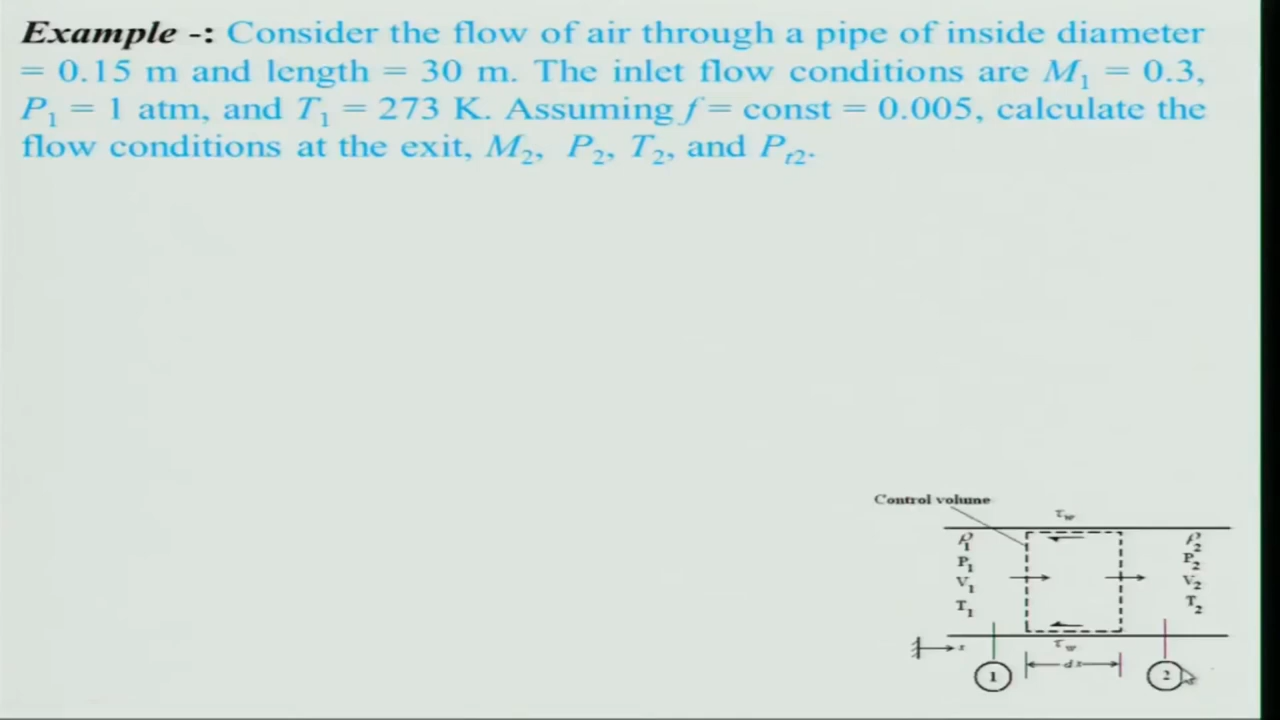 Example -: Consider the flow of air through a pipe of inside diameter
= 0.15 m and length = 30 m. The inlet flow conditions are M₁ = 0.3,
P₁ = 1 atm, and T₁ = 273 K. Assuming f = const = 0.005, calculate the
flow conditions at the exit, M₂, P₂, T₂, and Pₜ₂.
Control volume
τw
ρ₁
P₁
V₁
T₁
ρ₂
P₂
V₂
T₂
τw
x
dx
1
2